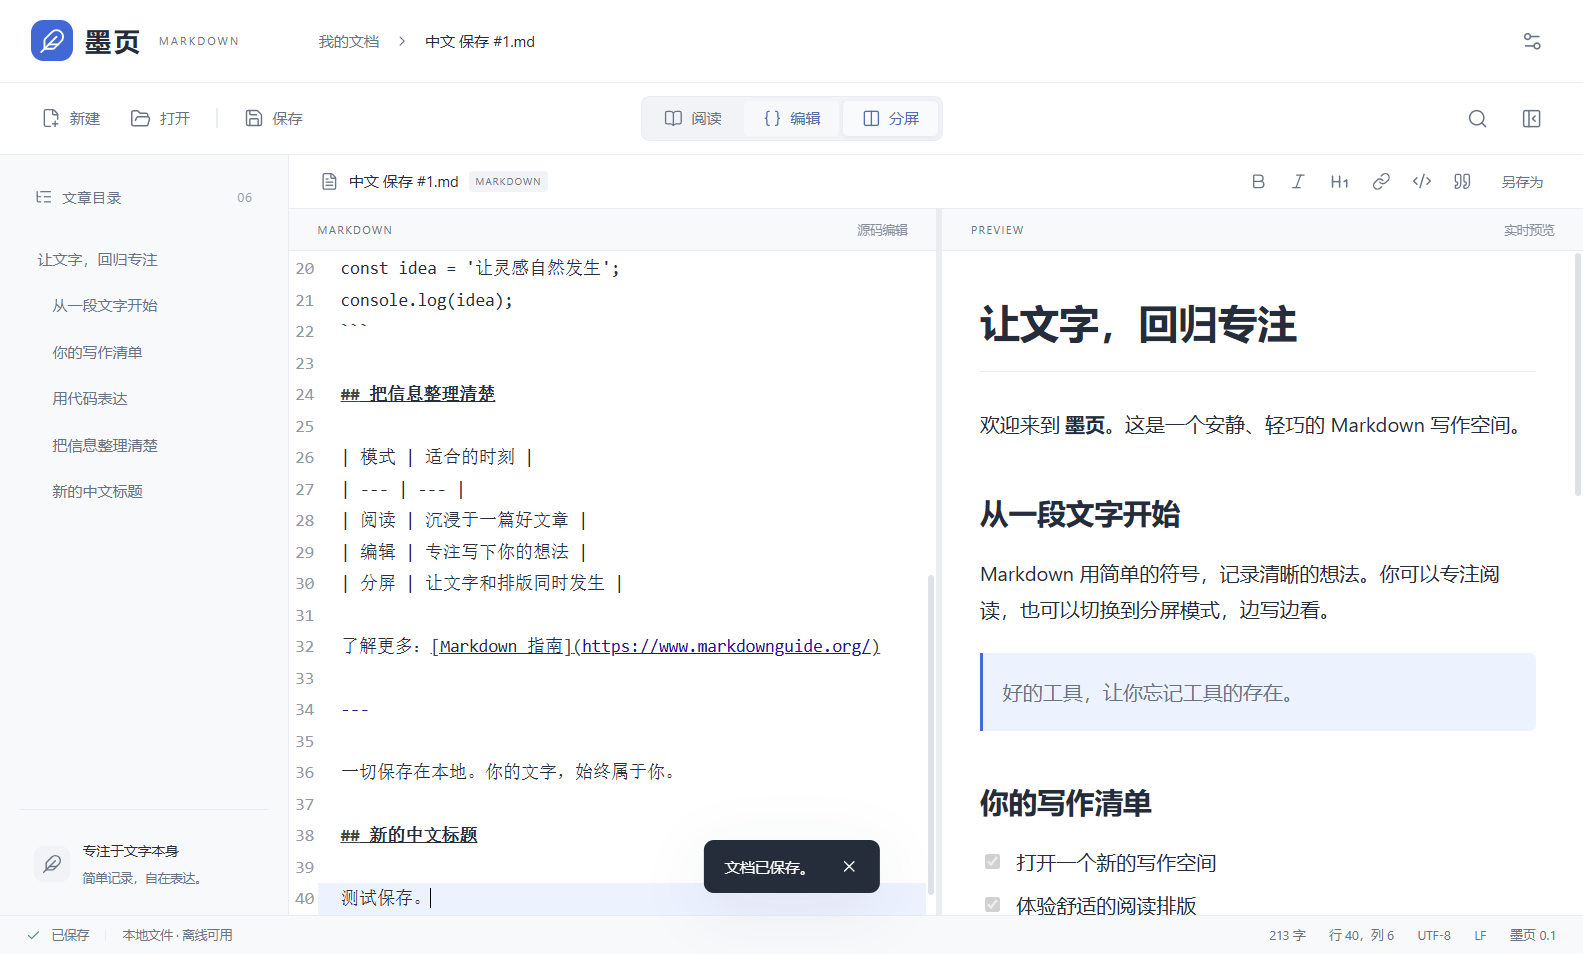 墨页 MARKDOWN 我的文档 > 中文 保存 #1.md
新建 打开 保存 阅读 {} 编辑 分屏
文章目录 06
让文字，回归专注
从一段文字开始
你的写作清单
用代码表达
把信息整理清楚
新的中文标题
专注于文字本身
简单记录，自在表达。
中文 保存 #1.md MARKDOWN B I H1 </> 另存为
MARKDOWN 源码编辑
20 const idea = '让灵感自然发生';
21 console.log(idea);
22 ```
23
24 ## 把信息整理清楚
25
26 | 模式 | 适合的时刻 |
27 | --- | --- |
28 | 阅读 | 沉浸于一篇好文章 |
29 | 编辑 | 专注写下你的想法 |
30 | 分屏 | 让文字和排版同时发生 |
31
32 了解更多：[Markdown 指南](https://www.markdownguide.org/)
33
34 ---
35
36 一切保存在本地。你的文字，始终属于你。
37
38 ## 新的中文标题
39
40 测试保存。
文档已保存。
PREVIEW 实时预览
让文字，回归专注
欢迎来到 墨页。这是一个安静、轻巧的 Markdown 写作空间。
从一段文字开始
Markdown 用简单的符号，记录清晰的想法。你可以专注阅
读，也可以切换到分屏模式，边写边看。
好的工具，让你忘记工具的存在。
你的写作清单
打开一个新的写作空间
体验舒适的阅读排版
已保存 本地文件 · 离线可用 213 字 行 40，列 6 UTF-8 LF 墨页 0.1